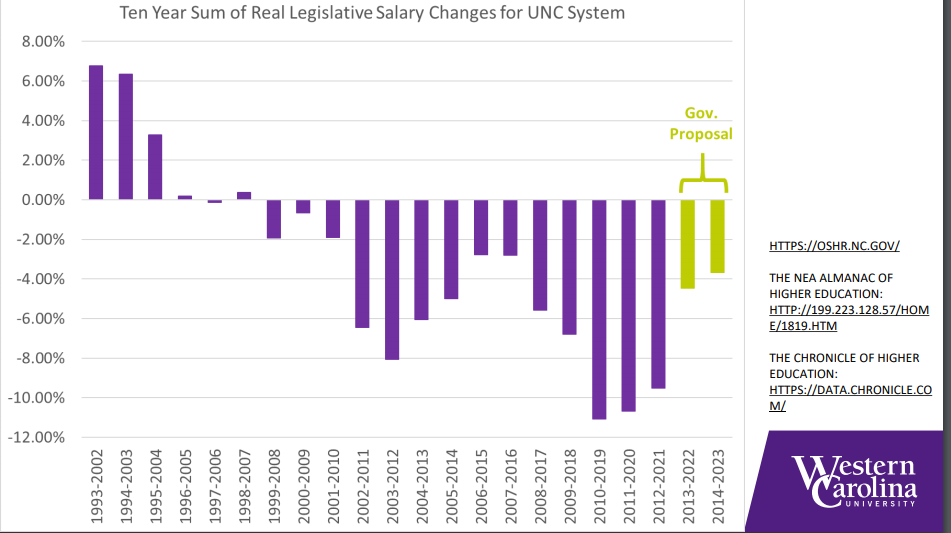 Ten Year Sum of Real Legislative Salary Changes for UNC System
8.00%
6.00%
4.00%
2.00%
0.00%
-2.00%
-4.00%
-6.00%
-8.00%
-10.00%
-12.00%
Gov.
Proposal
1993-2002
1994-2003
1995-2004
1996-2005
1997-2006
1998-2007
1999-2008
2000-2009
2001-2010
2002-2011
2003-2012
2004-2013
2005-2014
2006-2015
2007-2016
2008-2017
2009-2018
2010-2019
2011-2020
2012-2021
2013-2022
2014-2023
HTTPS://OSHR.NC.GOV/
THE NEA ALMANAC OF
HIGHER EDUCATION:
HTTP://199.223.128.57/HOM
E/1819.HTM
THE CHRONICLE OF HIGHER
EDUCATION:
HTTPS://DATA.CHRONICLE.CO
M/
Western
Carolina
UNIVERSITY